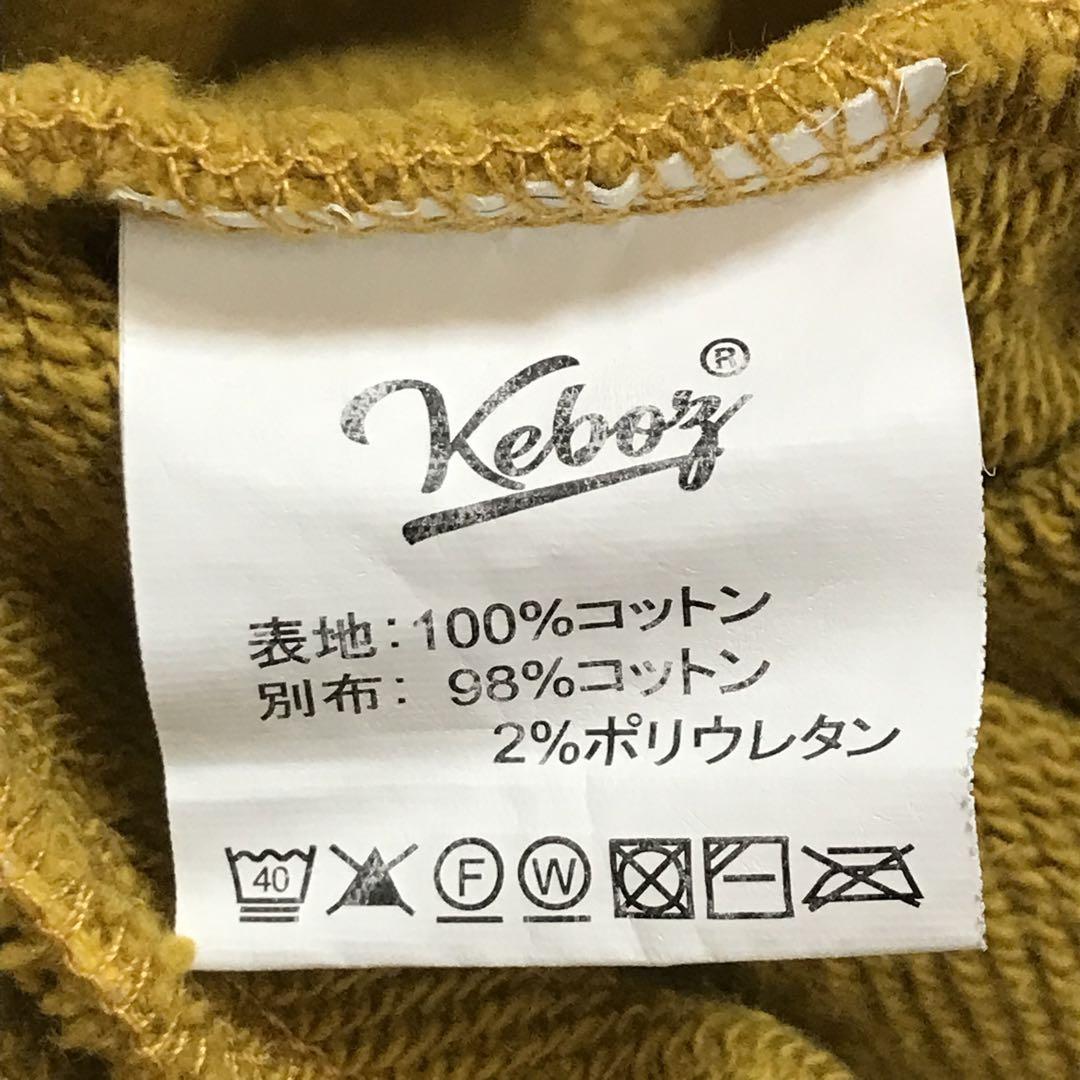 Keboz®
表地:100%コットン
別布: 98%コットン
2%ポリウレタン
40 F W